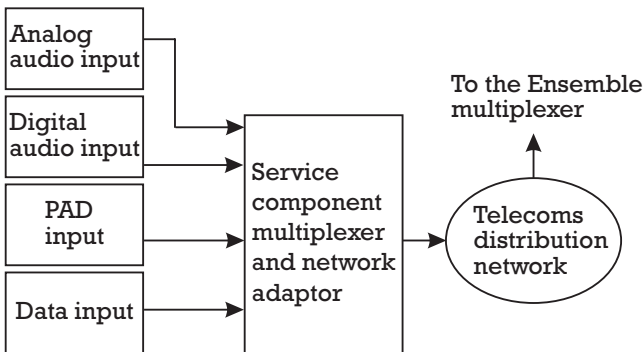 Analog
audio input
Digital
audio input
PAD
input
Data input
Service
component
multiplexer
and network
adaptor
Telecoms
distribution
network
To the Ensemble
multiplexer